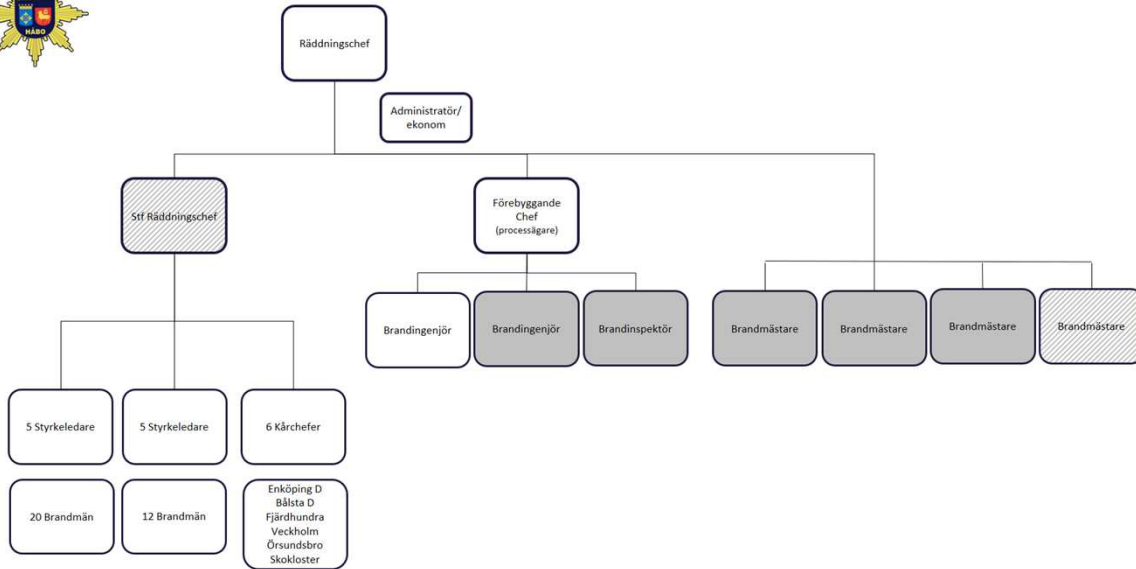 HÅBO
Räddningschef
Administratör/
ekonom
Stf Räddningschef
Förebyggande
Chef
(processägare)
Brandingenjör
Brandingenjör
Brandinspektör
Brandmästare
Brandmästare
Brandmästare
Brandmästare
5 Styrkeledare
5 Styrkeledare
6 Kårchefer
20 Brandmän
12 Brandmän
Enköping D
Bålsta D
Fjärdhundra
Veckholm
Örsundsbro
Skokloster